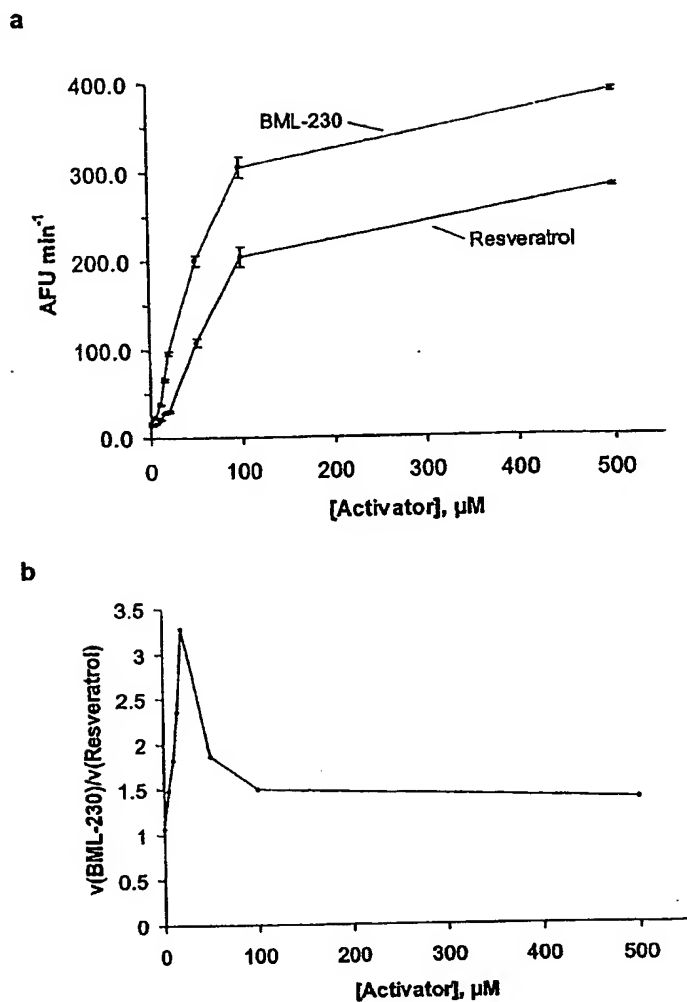 a
400.0
300.0
200.0
100.0
0.0
AFU min⁻¹
BML-230
Resveratrol
0 100 200 300 400 500
[Activator], µM
b
3.5
3
2.5
2
1.5
1
0.5
0
v(BML-230)/v(Resveratrol)
0 100 200 300 400 500
[Activator], µM